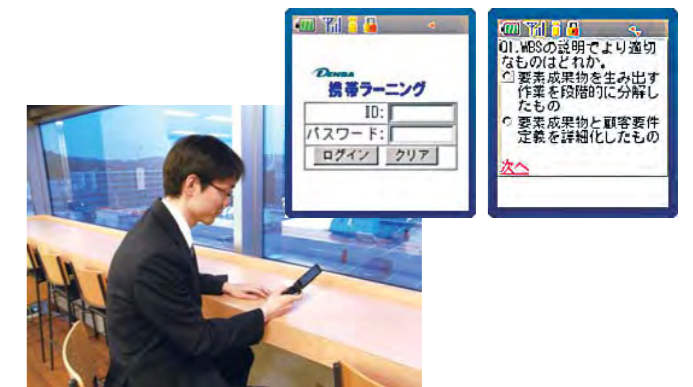 DENSA
携帯ラーニング
ID:
パスワード:
ログイン クリア
Q1.WBSの説明でより適切
なものはどれか。
要素成果物を生み出す
作業を段階的に分解し
たもの
要素成果物と顧客要件
定義を詳細化したもの
次へ